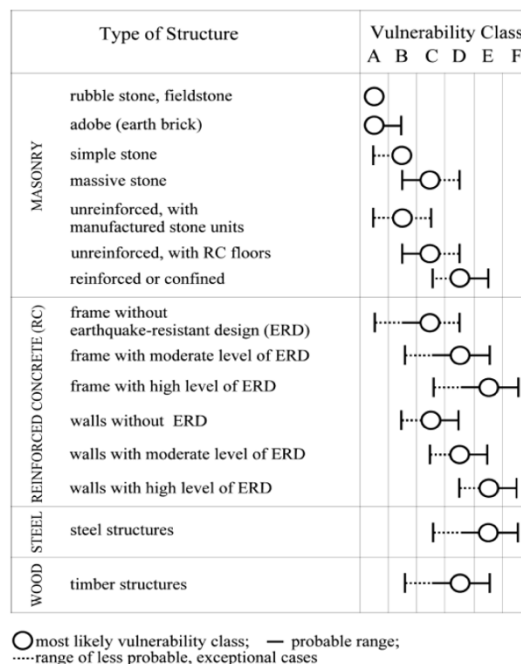 Type of Structure
Vulnerability Class
A B C D E F
MASONRY
rubble stone, fieldstone
adobe (earth brick)
simple stone
massive stone
unreinforced, with
manufactured stone units
unreinforced, with RC floors
reinforced or confined
REINFORCED CONCRETE (RC)
frame without
earthquake-resistant design (ERD)
frame with moderate level of ERD
frame with high level of ERD
walls without ERD
walls with moderate level of ERD
walls with high level of ERD
STEEL
steel structures
WOOD
timber structures
most likely vulnerability class; probable range;
range of less probable, exceptional cases